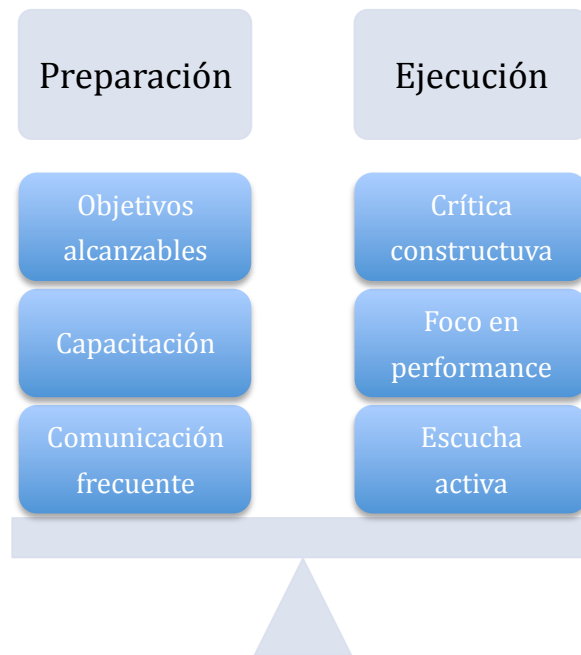 Preparación
Ejecución
Objetivos
alcanzables
Crítica
constructuva
Capacitación
Foco en
performance
Comunicación
frecuente
Escucha
activa